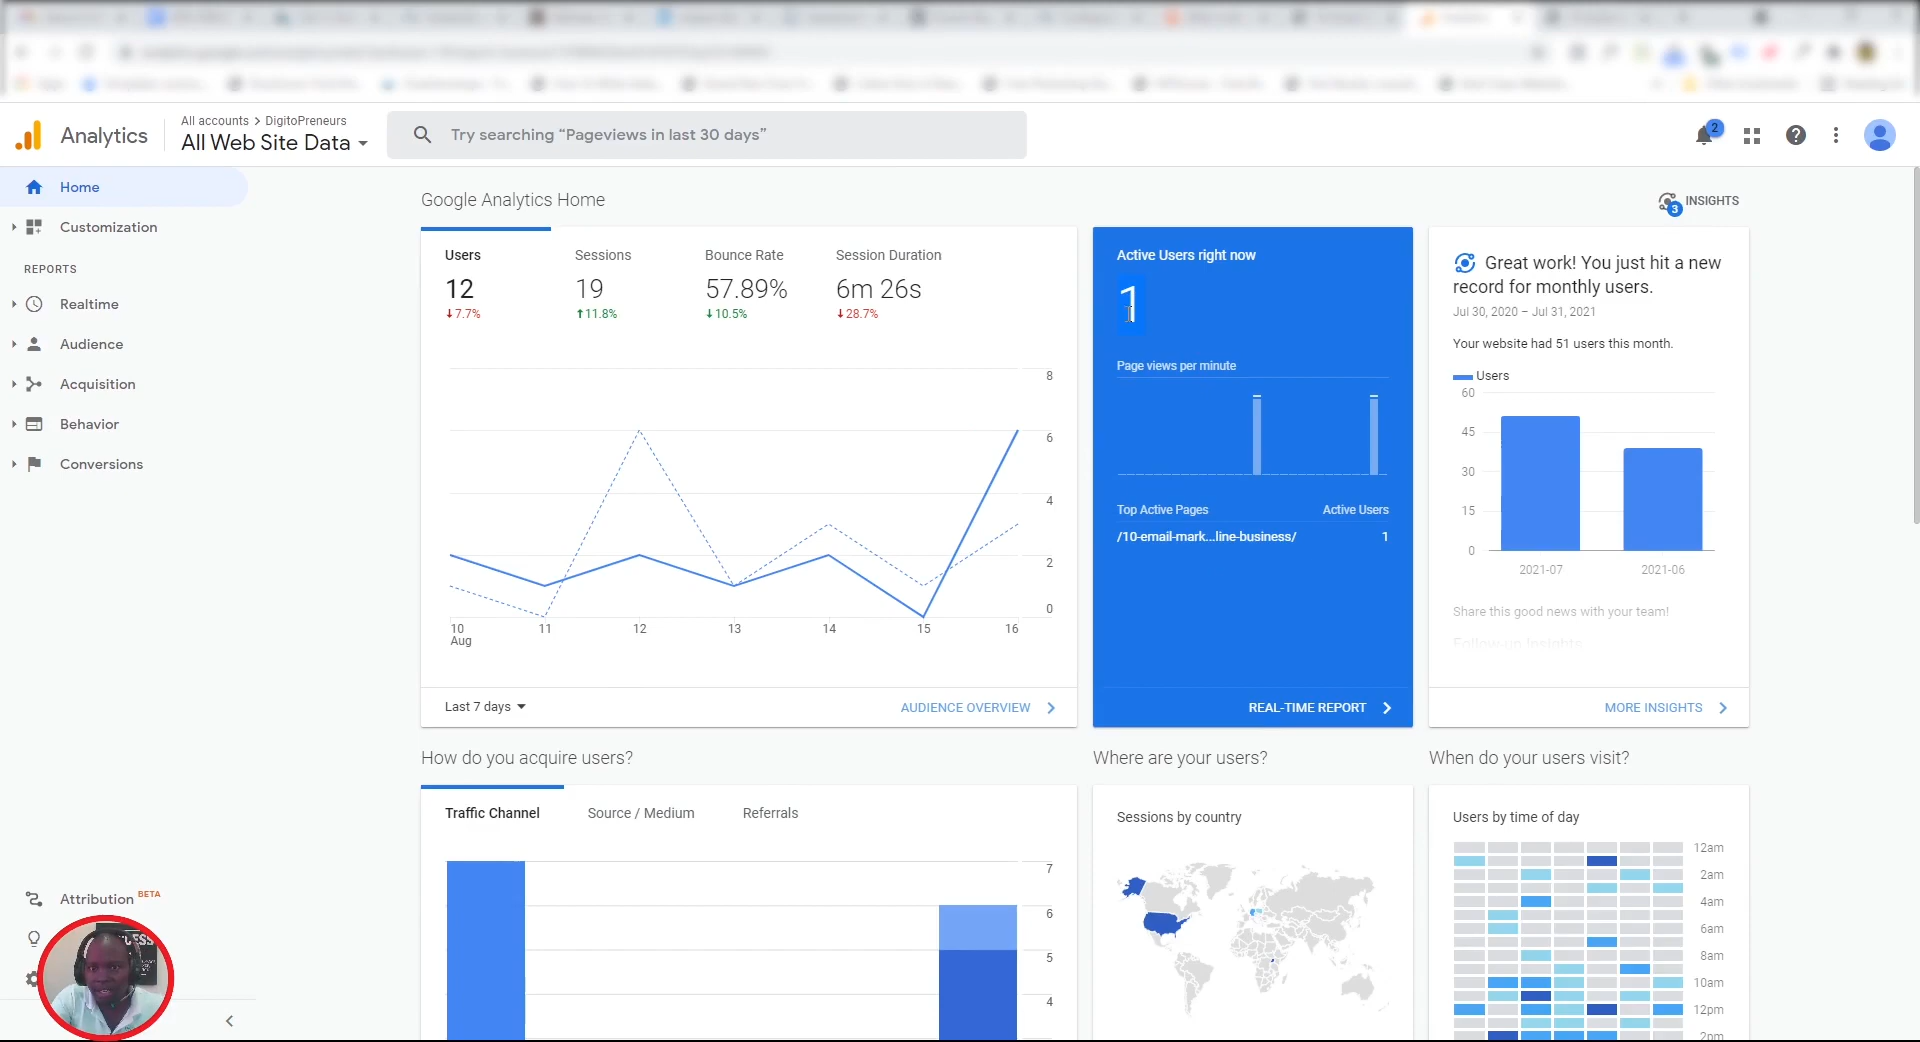 Analytics
All accounts > DigitoPreneurs
All Web Site Data
Try searching “Pageviews in last 30 days”
2
Home
Customization
REPORTS
Realtime
Audience
Acquisition
Behavior
Conversions
Attribution BETA
Google Analytics Home
INSIGHTS
3
Users
12
7.7%
Sessions
19
11.8%
Bounce Rate
57.89%
10.5%
Session Duration
6m 26s
28.7%
8
6
4
2
0
10 11 12 13 14 15 16
Aug
Last 7 days
AUDIENCE OVERVIEW
Active Users right now
1
Page views per minute
Top Active Pages Active Users
/10-email-mark...line-business/ 1
REAL-TIME REPORT
Great work! You just hit a new
record for monthly users.
Jul 30, 2020 – Jul 31, 2021
Your website had 51 users this month.
Users
60
45
30
15
0
2021-07 2021-06
Share this good news with your team!
Follow-up Insights
MORE INSIGHTS
How do you acquire users?
Traffic Channel Source / Medium Referrals
7
6
5
4
Where are your users?
Sessions by country
When do your users visit?
Users by time of day
12am
2am
4am
6am
8am
10am
12pm
2pm